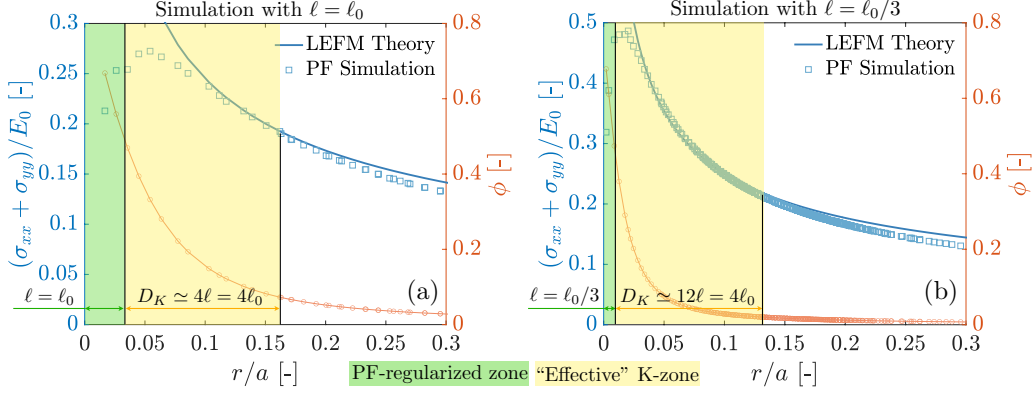 Simulation with ℓ = ℓ₀
0.3
0.25
0.2
0.15
0.1
0.05
0
(σxx + σyy)/E₀ [-]
LEFM Theory
PF Simulation
0.8
0.6
0.4
0.2
0
ϕ [-]
(a)
ℓ = ℓ₀
D_K ≃ 4ℓ = 4ℓ₀
0
0.05
0.1
0.15
0.2
0.25
0.3
r/a [-]
Simulation with ℓ = ℓ₀/3
0.5
0.4
0.3
0.2
0.1
0
(σxx + σyy)/E₀ [-]
LEFM Theory
PF Simulation
0.8
0.6
0.4
0.2
0
ϕ [-]
(b)
ℓ = ℓ₀/3
D_K ≃ 12ℓ = 4ℓ₀
0
0.05
0.1
0.15
0.2
0.25
0.3
r/a [-]
PF-regularized zone
“Effective” K-zone